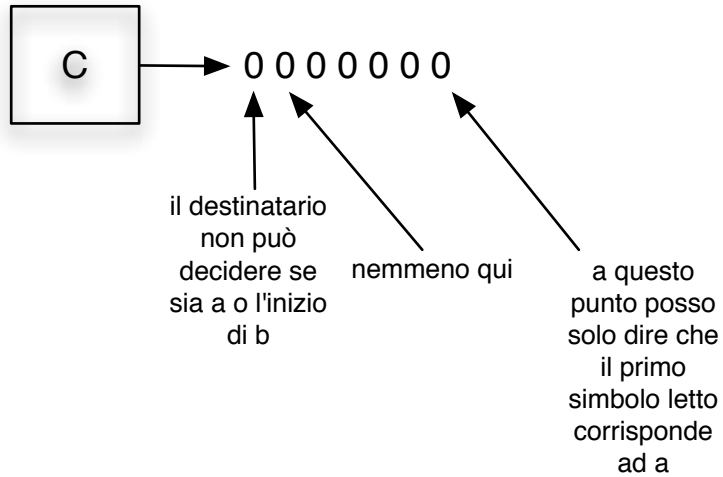 C
0 0 0 0 0 0 0
il destinatario
non può
decidere se
sia a o l'inizio
di b
nemmeno qui
a questo
punto posso
solo dire che
il primo
simbolo letto
corrisponde
ad a